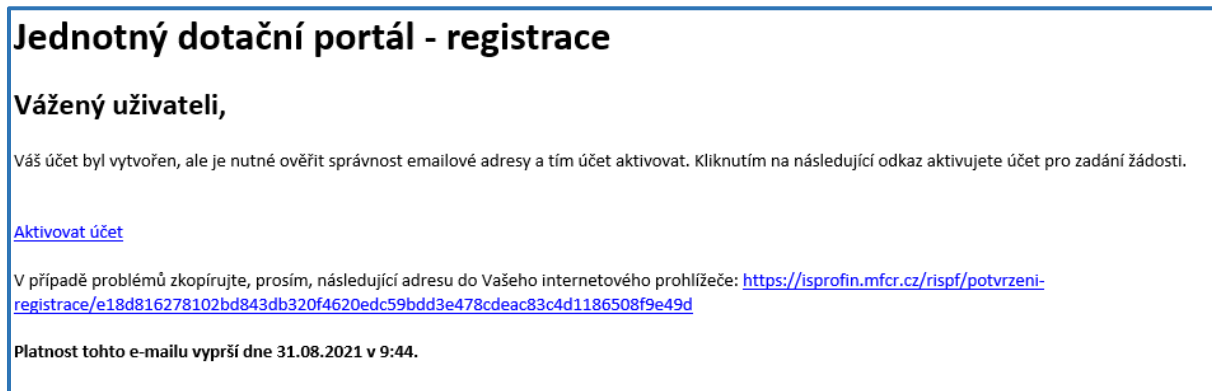 Jednotný dotační portál - registrace
Vážený uživateli,
Váš účet byl vytvořen, ale je nutné ověřit správnost emailové adresy a tím účet aktivovat. Kliknutím na následující odkaz aktivujete účet pro zadání žádosti.
Aktivovat účet
V případě problémů zkopírujte, prosím, následující adresu do Vašeho internetového prohlížeče: https://isprofin.mfcr.cz/rispf/potvrzeni-
registrace/e18d816278102bd843db320f4620edc59bdd3e478cdeac83c4d1186508f9e49d
Platnost tohto e-mailu vyprší dne 31.08.2021 v 9:44.